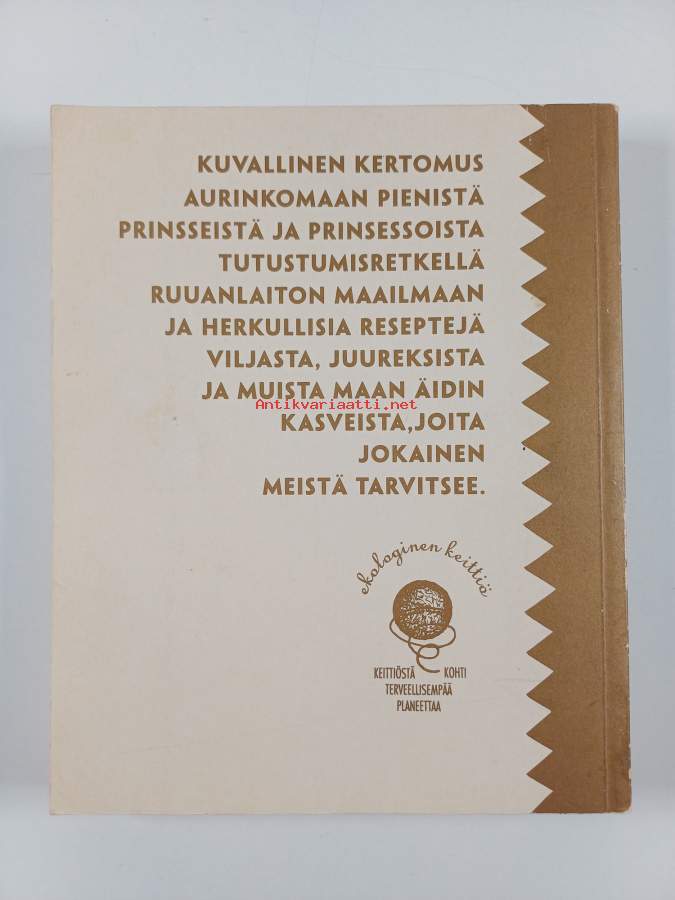 KUVALLINEN KERTOMUS
AURINKOMAAN PIENISTÄ
PRINSSEISTÄ JA PRINSESSOISTA
TUTUSTUMISRETKELLÄ
RUUANLAITON MAAILMAAN
JA HERKULLISIA RESEPTEJÄ
VILJASTA, JUUREKSISTA
JA MUISTA MAAN ÄIDIN
Antikvariaatti.net
KASVEISTA,JOITA
JOKAINEN
MEISTÄ TARVITSEE.
ekologinen keittiö
KEITTIÖSTÄ KOHTI
TERVEELLISEMPÄÄ
PLANEETTAA